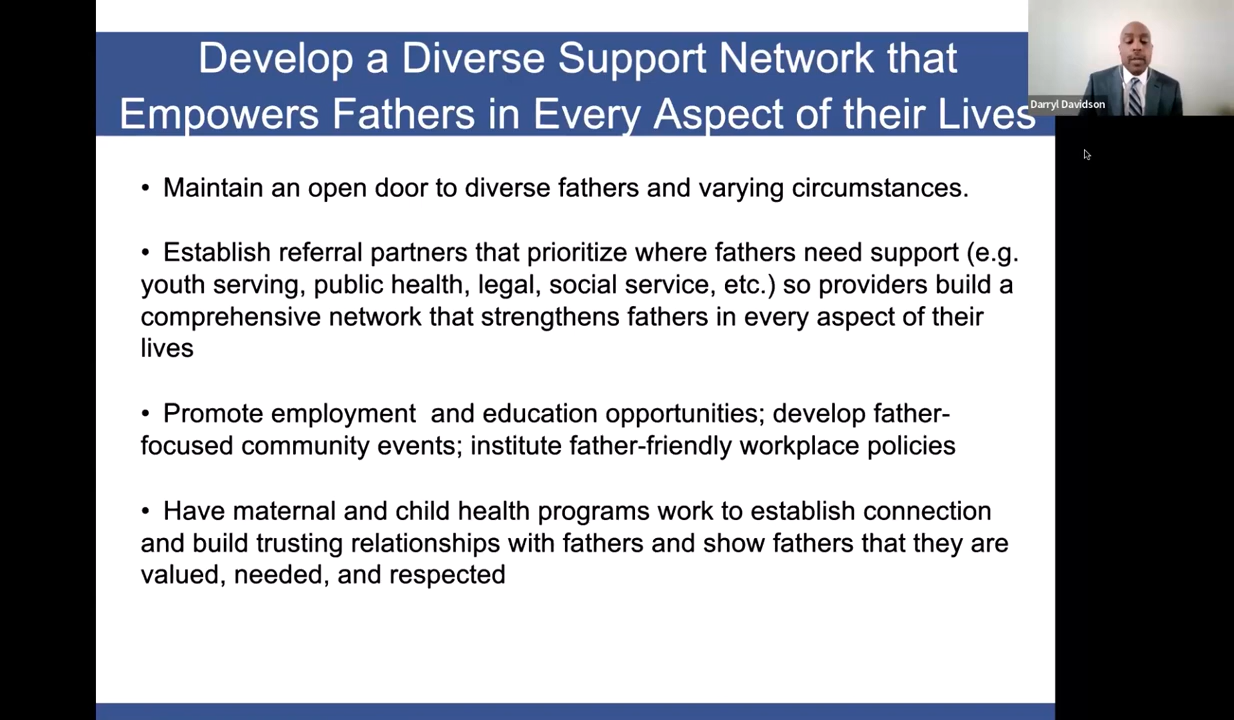 Develop a Diverse Support Network that
Empowers Fathers in Every Aspect of their Lives
Darryl Davidson
• Maintain an open door to diverse fathers and varying circumstances.
• Establish referral partners that prioritize where fathers need support (e.g.
youth serving, public health, legal, social service, etc.) so providers build a
comprehensive network that strengthens fathers in every aspect of their
lives
• Promote employment  and education opportunities; develop father-
focused community events; institute father-friendly workplace policies
• Have maternal and child health programs work to establish connection
and build trusting relationships with fathers and show fathers that they are
valued, needed, and respected